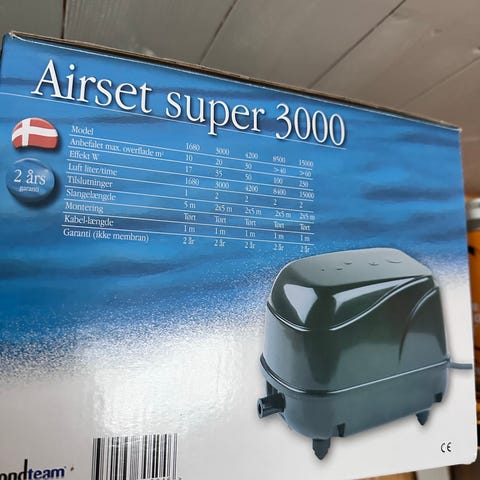 Airset super 3000
Model 1680 3000 4200 8500 15000
Anbefalet max. overflade m² 10 20 30 >40 >60
Effekt W 17 35 50 100 230
Luft liter/time 1680 3000 4200 8400 15000
Tilslutninger 2 2 2 2
Slangelængde 5 m 2x5 m 2x5 m 2x5 m 2x5 m
Montering Tørt Tørt Tørt Tørt Tørt
Kabel-længde 1 m 1 m 1 m 1 m 1 m
Garanti (ikke membran) 2 år 2 år 2 år 2 år 2 år
2 års
garanti
CE
ondteam